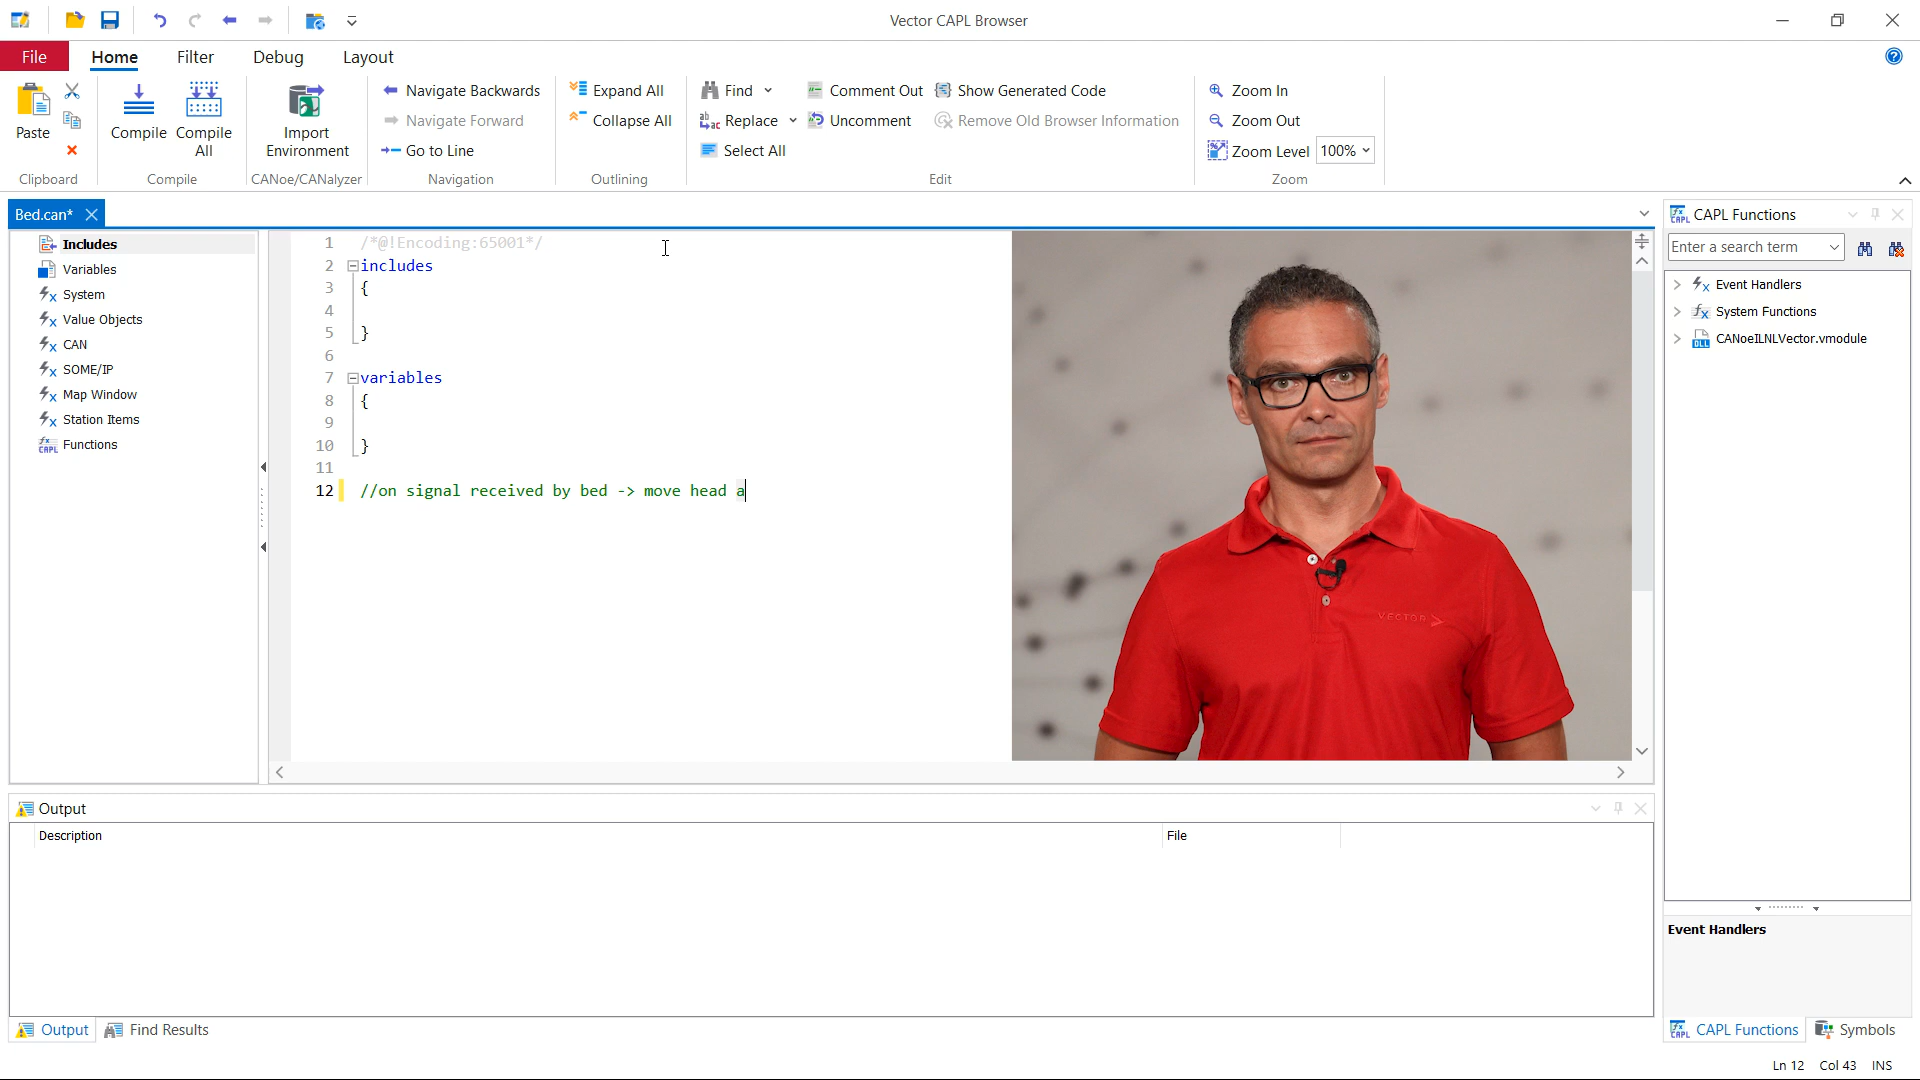 Vector CAPL Browser
File Home Filter Debug Layout
Paste
Clipboard
Compile
Compile All
Compile
Import Environment
CANoe/CANalyzer
Navigate Backwards
Navigate Forward
Go to Line
Navigation
Expand All
Collapse All
Outlining
Find
Replace
Select All
Comment Out
Uncomment
Show Generated Code
Remove Old Browser Information
Edit
Zoom In
Zoom Out
Zoom Level 100%
Zoom
Bed.can*
Includes
Variables
System
Value Objects
CAN
SOME/IP
Map Window
Station Items
Functions
1 /*@!Encoding:65001*/
2 includes
3 {
4
5 }
6
7 variables
8 {
9
10 }
11
12 //on signal received by bed -> move head a
VECTOR
CAPL Functions
Enter a search term
Event Handlers
System Functions
CANoeILNLVector.vmodule
Event Handlers
CAPL Functions Symbols
Output
Description File
Output Find Results
Ln 12 Col 43 INS